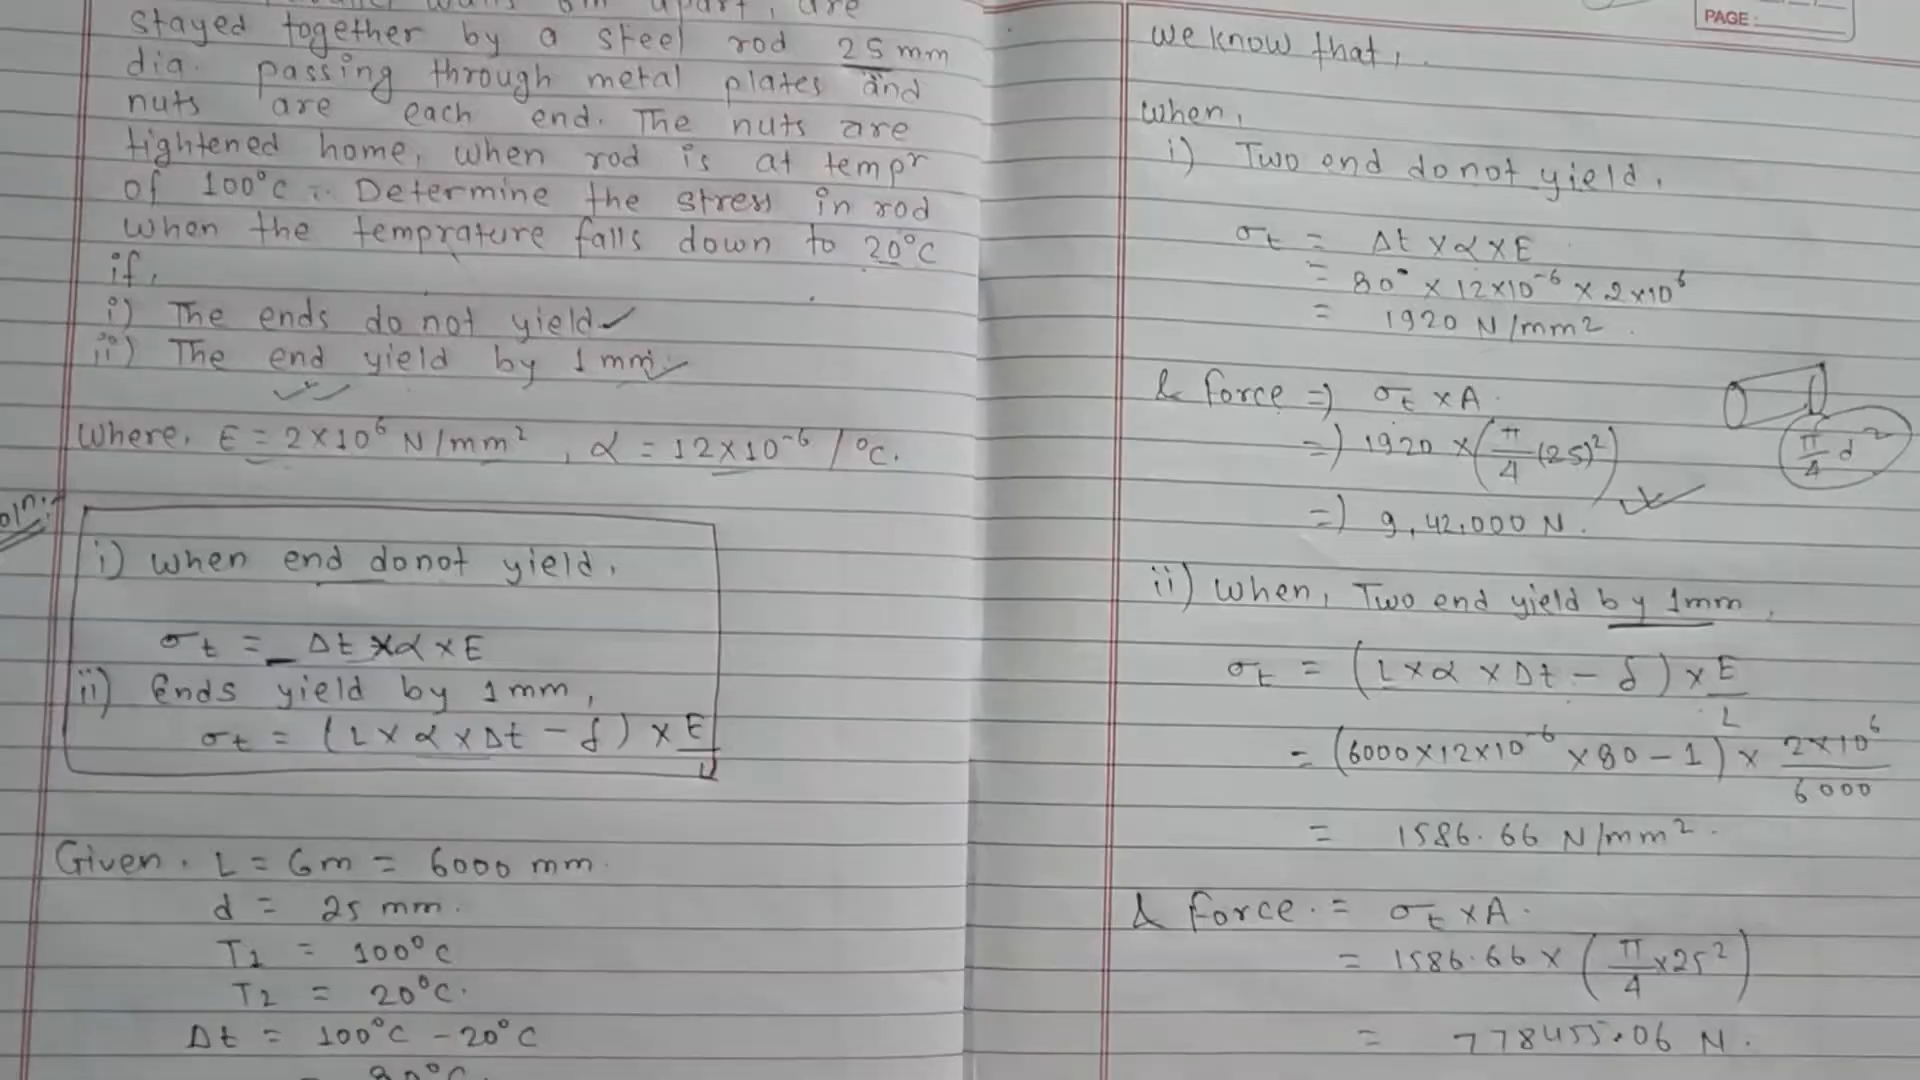 apart, are
stayed together by a steel rod 25 mm
dia. passing through metal plates and
nuts are each end. The nuts are
tightened home, when rod is at tempr
of 100°C. Determine the stress in rod
when the temprature falls down to 20°C
if,
i) The ends do not yield
ii) The end yield by 1 mm
Where, E = 2×10⁶ N/mm², α = 12×10⁻⁶ /°C.
oln:-
i) when end donot yield.
σt = Δt×α×E
ii) Ends yield by 1mm,
σt = (L×α×Δt - δ) × E/L
Given. L = 6m = 6000 mm.
d = 25 mm.
T1 = 100°C
T2 = 20°C.
Δt = 100°C - 20°C
= 80°C.
PAGE:
we know that,
when,
i) Two end donot yield.
σt = Δt×α×E
= 80° × 12×10⁻⁶ × 2×10⁶
= 1920 N/mm2.
& force ⇒ σt×A.
⇒ 1920 × (π/4 (25)²)
π/4 d²
⇒ 9,42,000 N.
ii) when, Two end yield by 1mm,
σt = (L×α×Δt - δ) × E/L
= (6000×12×10⁻⁶ ×80-1) × 2×10⁶/6000
= 1586.66 N/mm².
& force. = σt×A.
= 1586.66 × (π/4 ×25²)
= 778455.06 N.